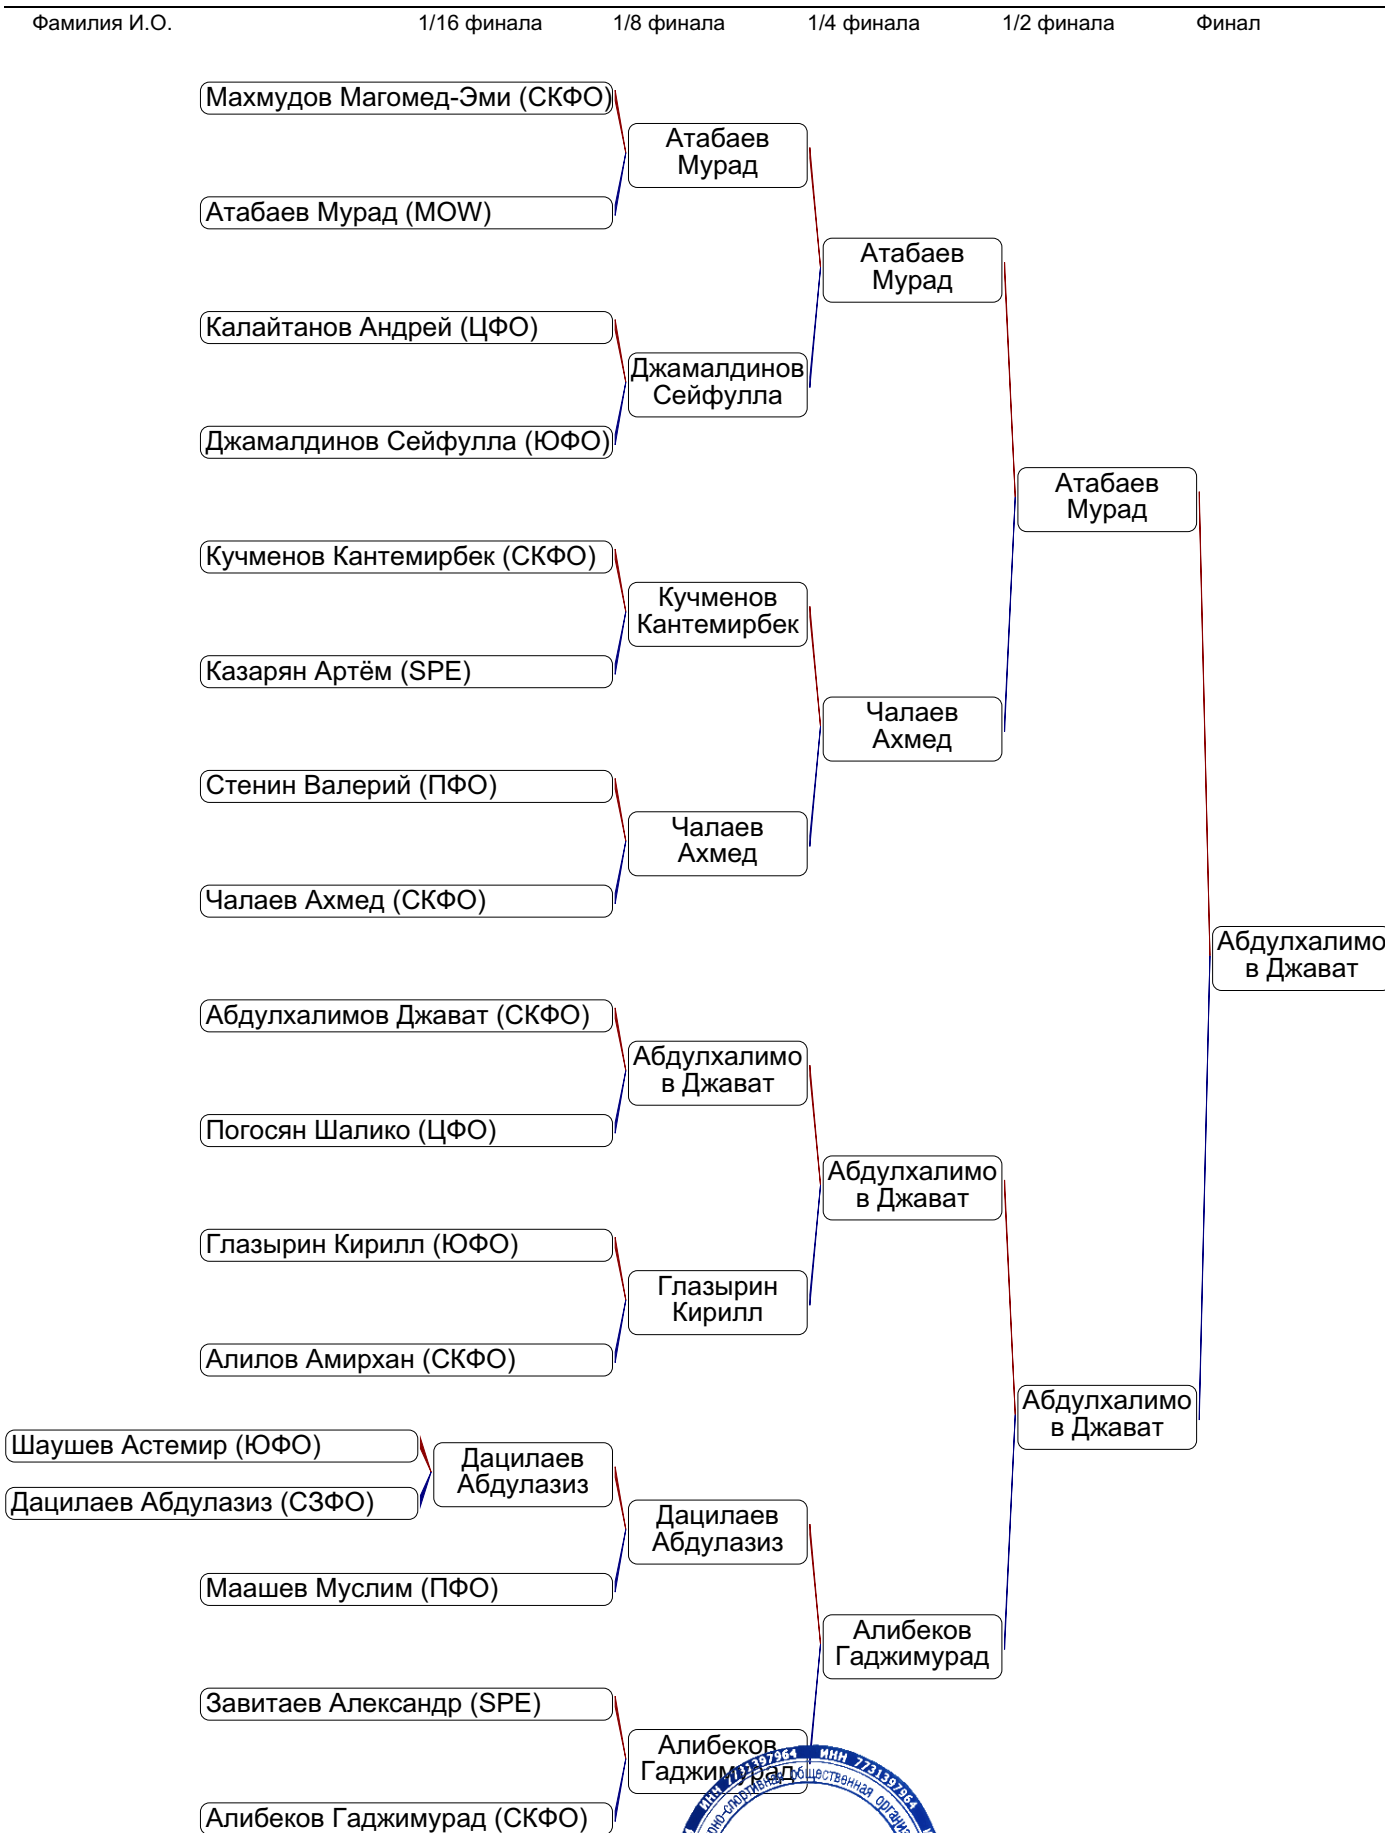 Фамилия И.О. 1/16 финала 1/8 финала 1/4 финала 1/2 финала Финал
Махмудов Магомед-Эми (СКФО)
Атабаев
Мурад
Атабаев Мурад (MOW)
Атабаев
Мурад
Калайтанов Андрей (ЦФО)
Джамалдинов
Сейфулла
Джамалдинов Сейфулла (ЮФО)
Атабаев
Мурад
Кучменов Кантемирбек (СКФО)
Кучменов
Кантемирбек
Казарян Артём (SPE)
Чалаев
Ахмед
Стенин Валерий (ПФО)
Чалаев
Ахмед
Чалаев Ахмед (СКФО)
Абдулхалимо
в Джават
Абдулхалимов Джават (СКФО)
Абдулхалимо
в Джават
Погосян Шалико (ЦФО)
Абдулхалимо
в Джават
Глазырин Кирилл (ЮФО)
Глазырин
Кирилл
Алилов Амирхан (СКФО)
Абдулхалимо
в Джават
Шаушев Астемир (ЮФО)
Дацилаев
Абдулазиз
Дацилаев Абдулазиз (СЗФО)
Дацилаев
Абдулазиз
Маашев Муслим (ПФО)
Алибеков
Гаджимурад
Завитаев Александр (SPE)
Алибеков
Гаджимурад
Алибеков Гаджимурад (СКФО)
ИНН 7731397964 ИНН 7731397964
общественная